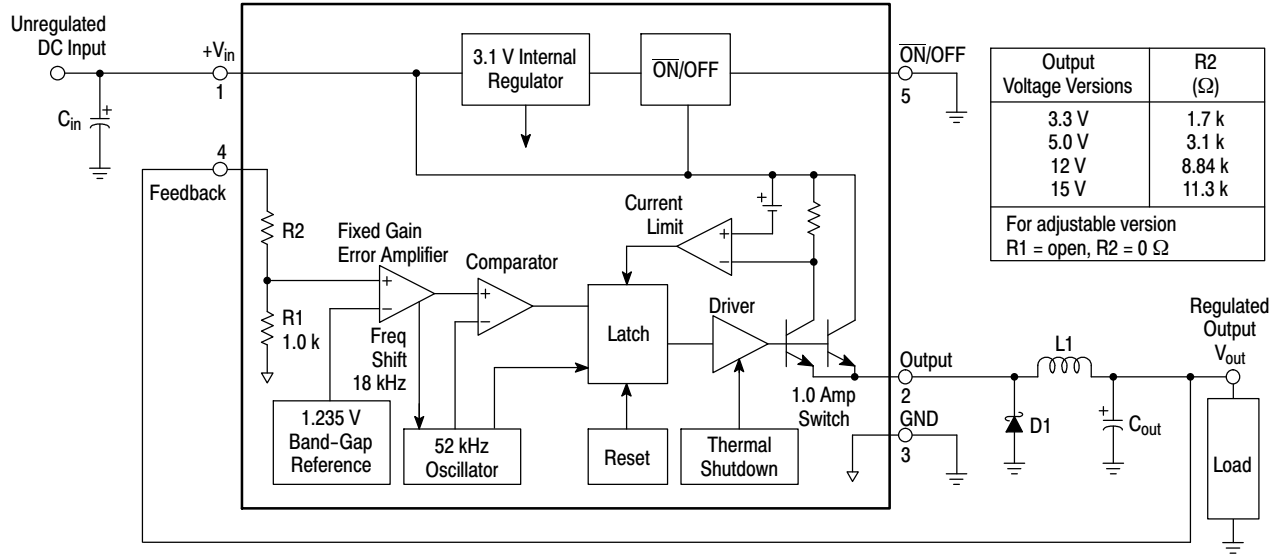 Unregulated
DC Input
+Vin
1
Cin
+
4
Feedback
3.1 V Internal
Regulator
ON/OFF
ON/OFF
5
Output
Voltage Versions
R2
(Ω)
3.3 V
1.7 k
5.0 V
3.1 k
12 V
8.84 k
15 V
11.3 k
For adjustable version
R1 = open, R2 = 0 Ω
R2
R1
1.0 k
Fixed Gain
Error Amplifier
+
−
Freq
Shift
18 kHz
Comparator
+
−
Current
Limit
+
−
+
Latch
Driver
1.0 Amp
Switch
1.235 V
Band−Gap
Reference
52 kHz
Oscillator
Reset
Thermal
Shutdown
Output
2
GND
3
L1
D1
+
Cout
Regulated
Output
Vout
Load